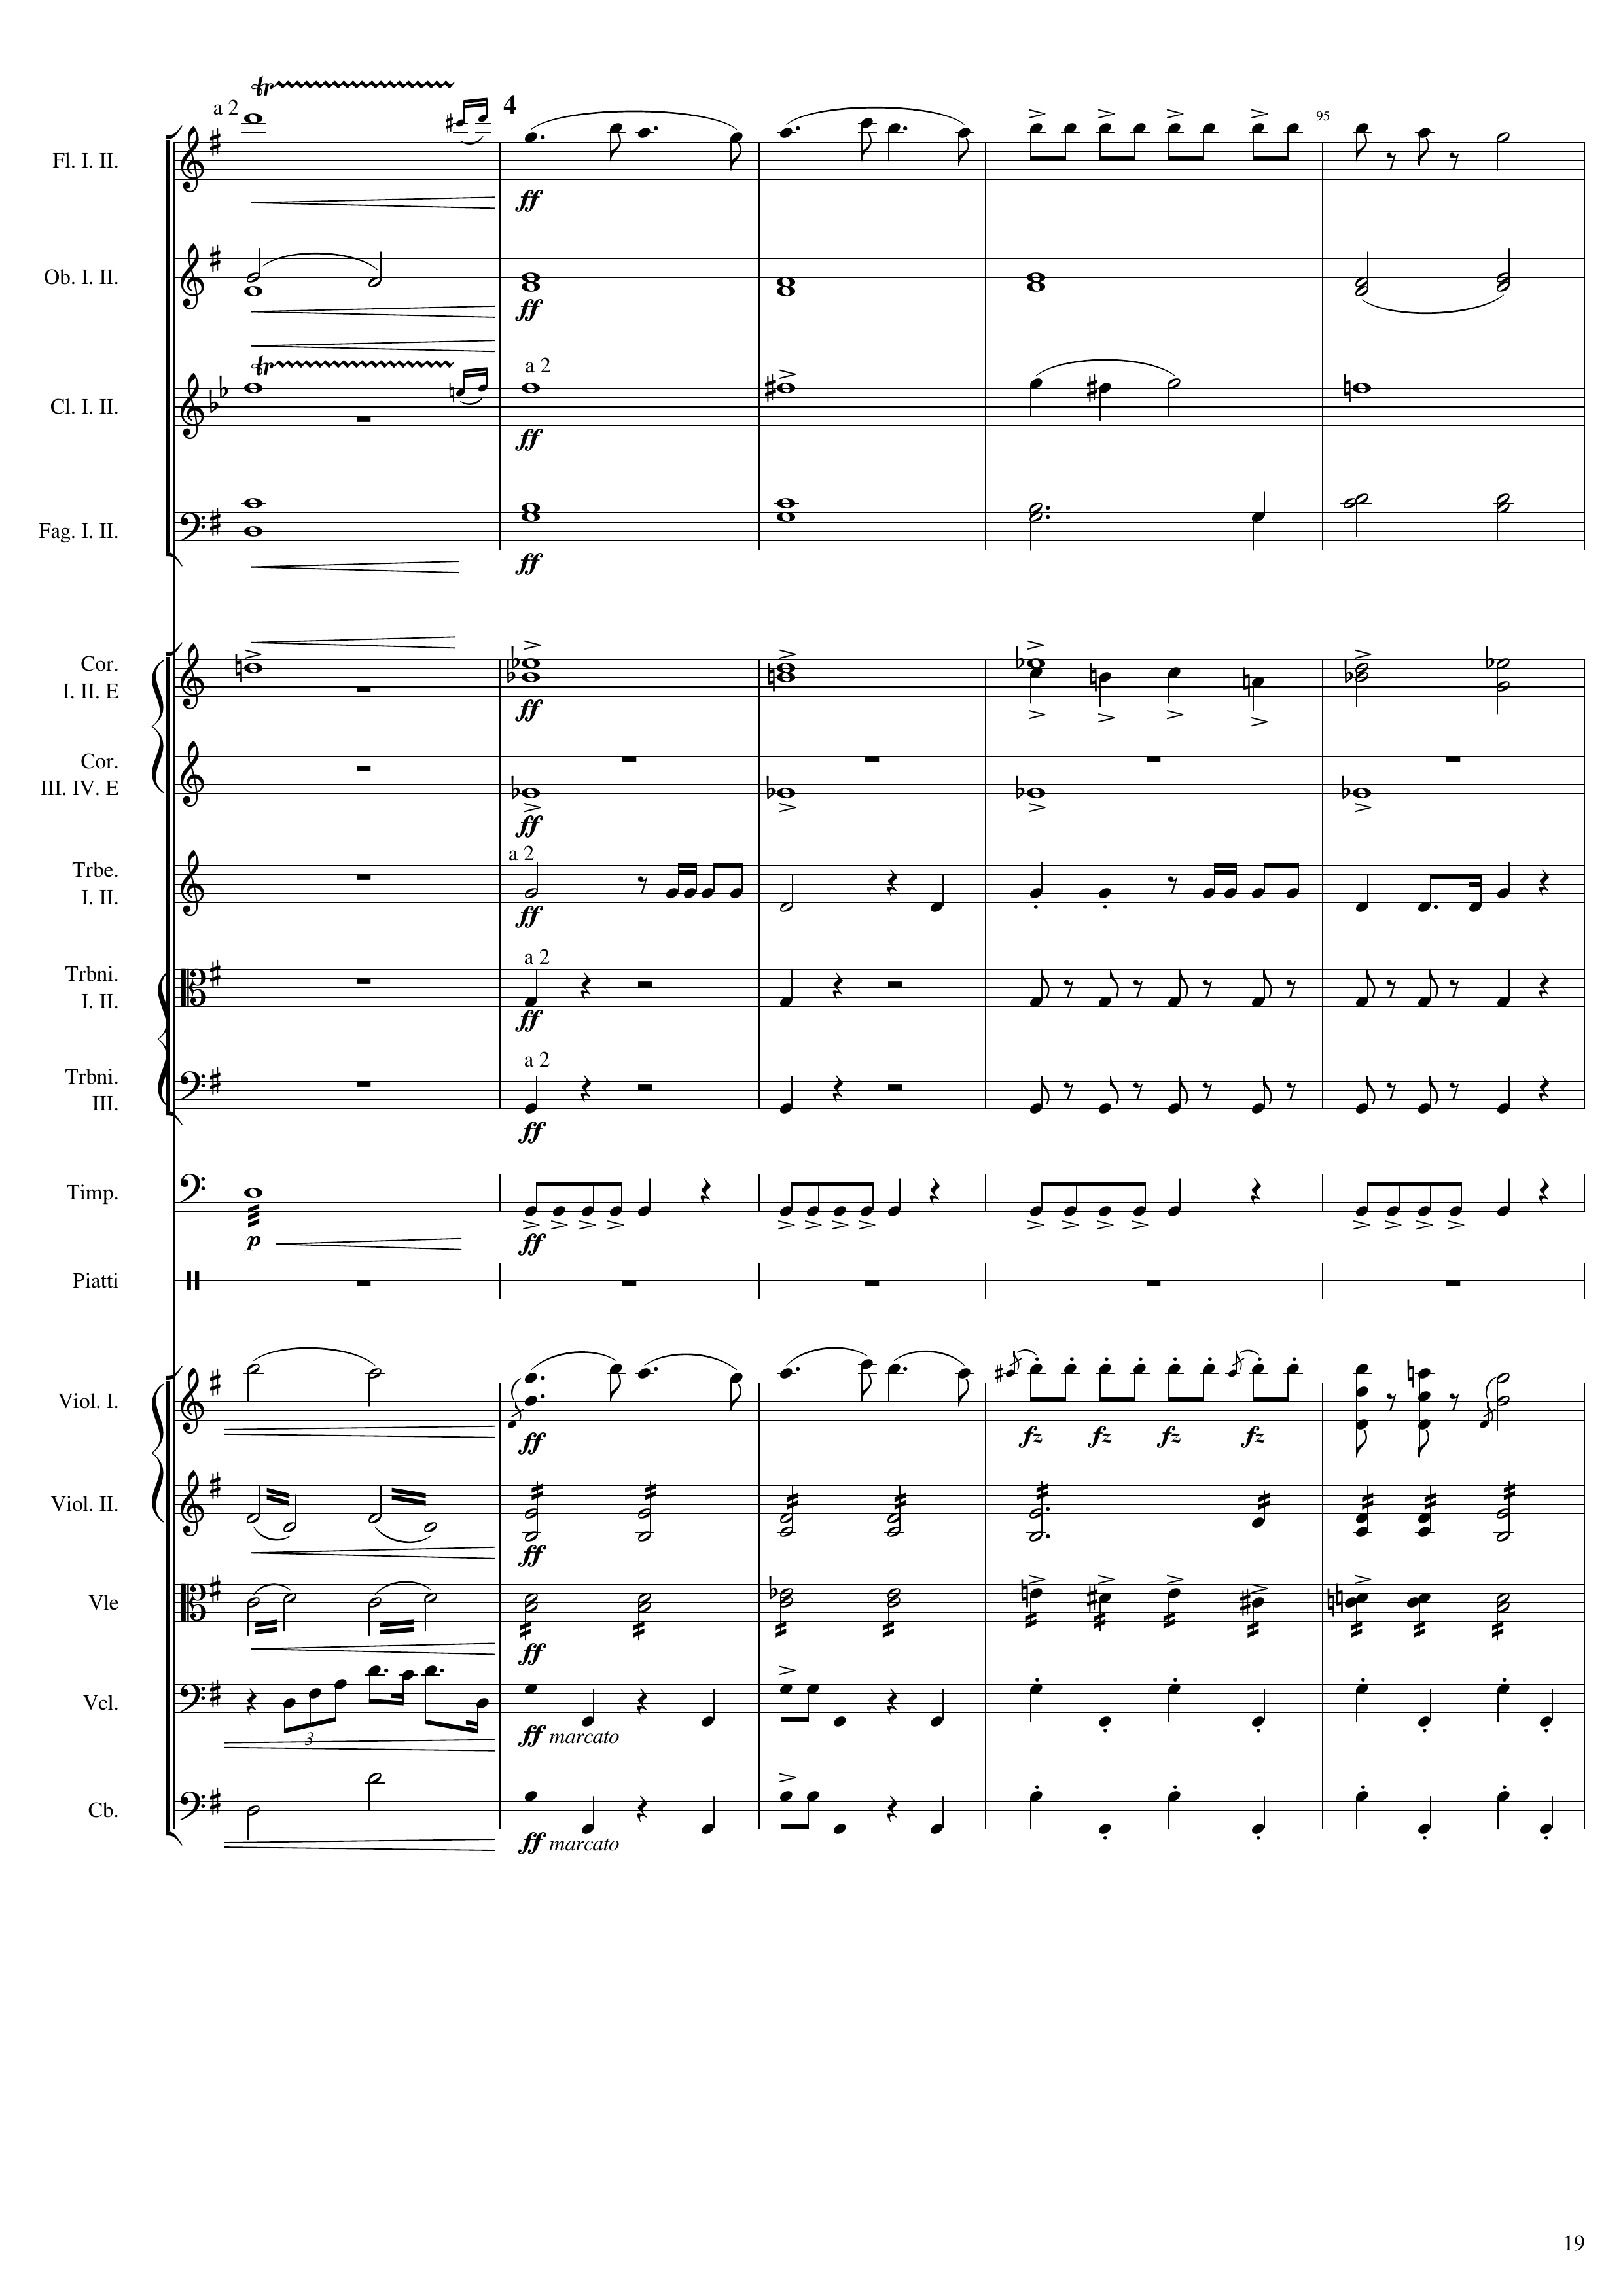 a 2
4
95
Fl. I. II.
ff
Ob. I. II.
ff
a 2
Cl. I. II.
ff
Fag. I. II.
ff
Cor.
I. II. E
ff
Cor.
III. IV. E
ff
a 2
Trbe.
I. II.
ff
a 2
Trbni.
I. II.
ff
a 2
Trbni.
III.
ff
Timp.
p ff
Piatti
Viol. I.
ff fz fz fz fz
Viol. II.
ff
Vle
ff
Vcl.
3 ff marcato
Cb.
ff marcato
19